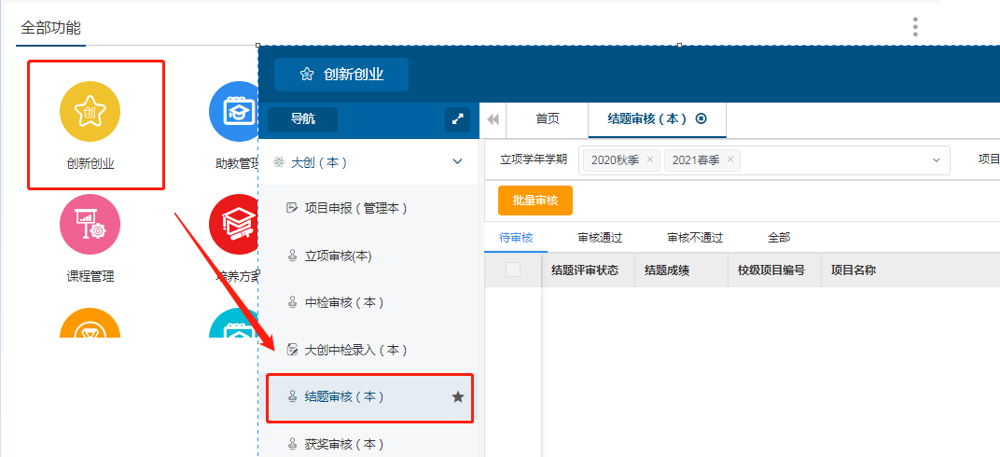 全部功能
创
创新创业
助教管理
课程管理
培养方案
创新创业
导航
大创（本）
项目申报（管理本）
立项审核(本)
中检审核（本）
大创中检录入（本）
结题审核（本）
获奖审核（本）
首页
结题审核（本）
立项学年学期
2020秋季 ×
2021春季 ×
项目
批量审核
待审核
审核通过
审核不通过
全部
结题评审状态
结题成绩
校级项目编号
项目名称